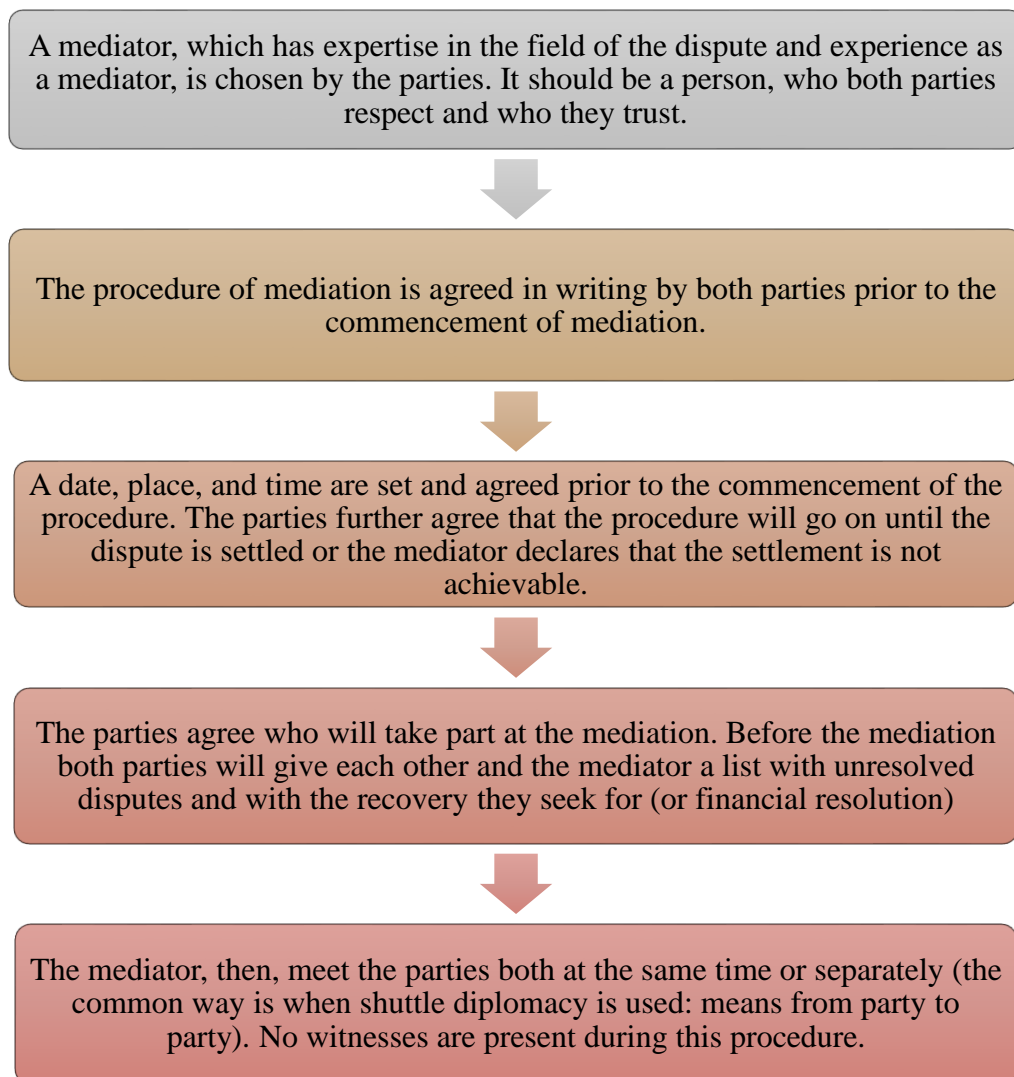 A mediator, which has expertise in the field of the dispute and experience as
a mediator, is chosen by the parties. It should be a person, who both parties
respect and who they trust.
The procedure of mediation is agreed in writing by both parties prior to the
commencement of mediation.
A date, place, and time are set and agreed prior to the commencement of the
procedure. The parties further agree that the procedure will go on until the
dispute is settled or the mediator declares that the settlement is not
achievable.
The parties agree who will take part at the mediation. Before the mediation
both parties will give each other and the mediator a list with unresolved
disputes and with the recovery they seek for (or financial resolution)
The mediator, then, meet the parties both at the same time or separately (the
common way is when shuttle diplomacy is used: means from party to
party). No witnesses are present during this procedure.